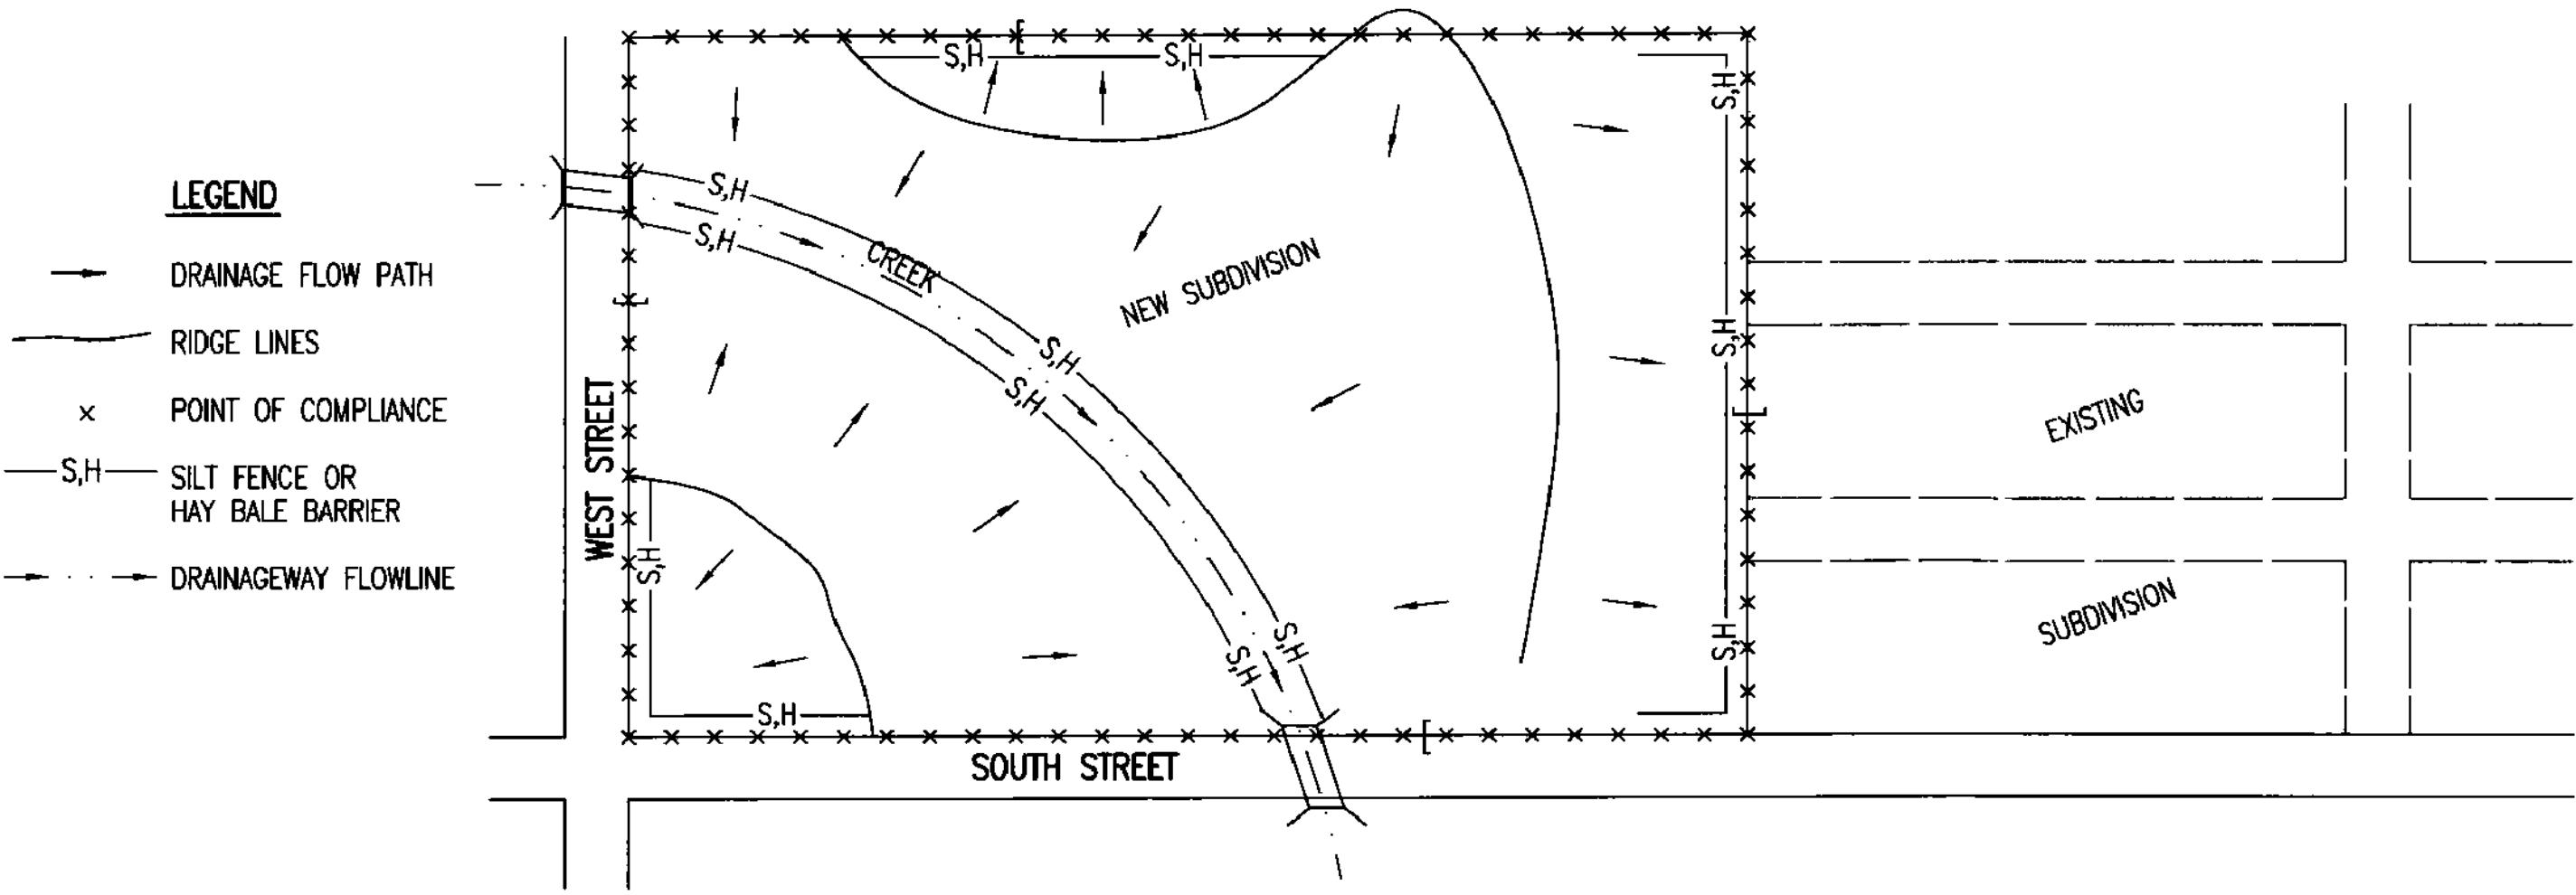 LEGEND
DRAINAGE FLOW PATH
RIDGE LINES
x POINT OF COMPLIANCE
S,H SILT FENCE OR
HAY BALE BARRIER
DRAINAGEWAY FLOWLINE
S,H
S,H
S,H
S,H
S,H
S,H
S,H
S,H
S,H
S,H
S,H
S,H
S,H
CREEK
NEW SUBDIVISION
WEST STREET
SOUTH STREET
EXISTING
SUBDIVISION